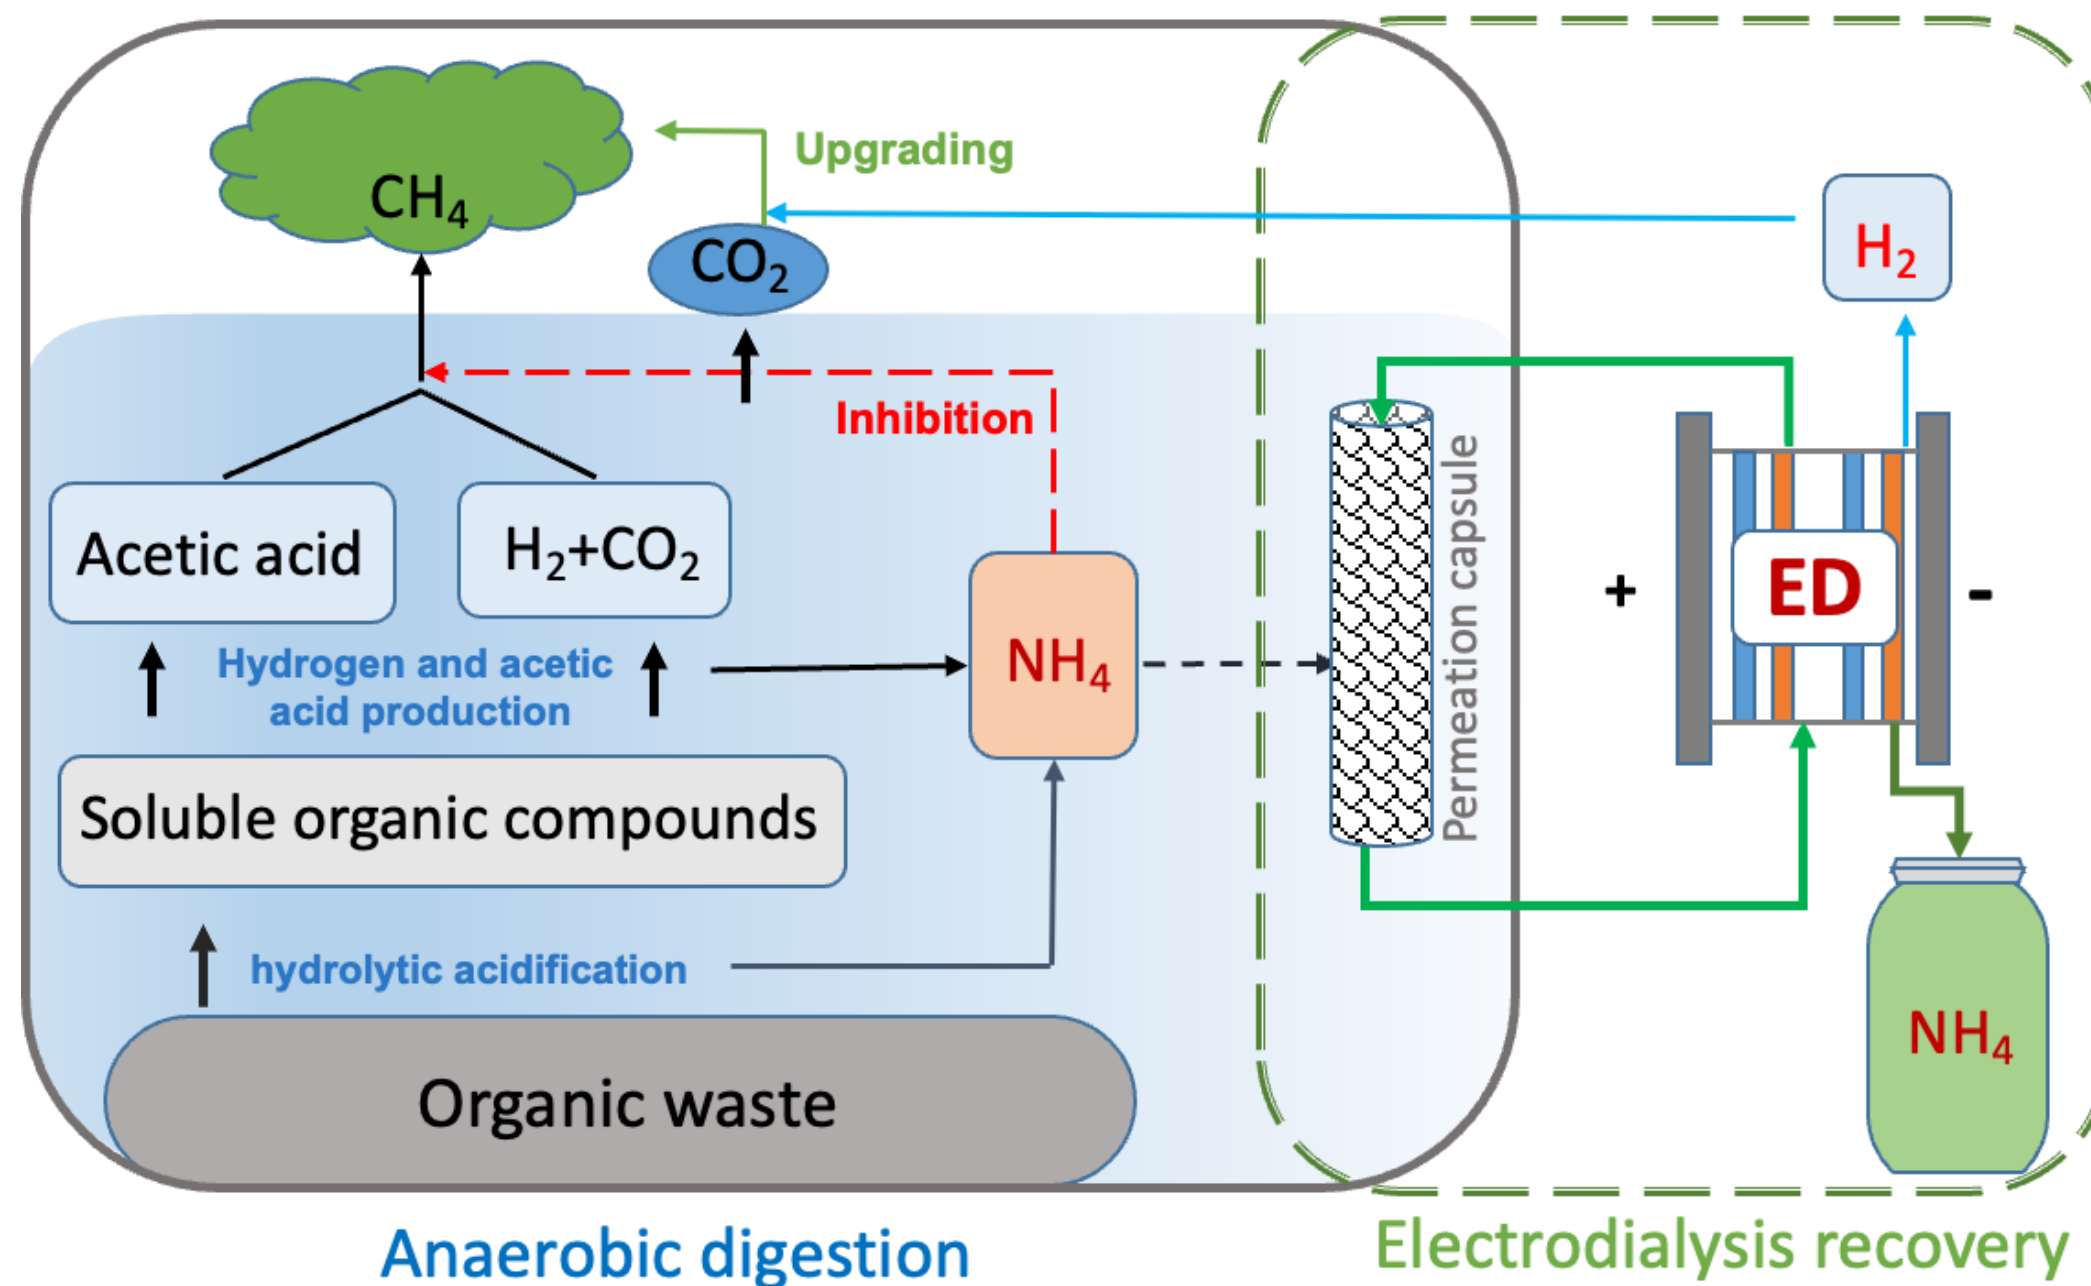 CH₄
Upgrading
CO₂
H₂
Inhibition
Acetic acid
H₂+CO₂
Permeation capsule
+
ED
-
Hydrogen and acetic
acid production
NH₄
Soluble organic compounds
hydrolytic acidification
NH₄
Organic waste
Anaerobic digestion
Electrodialysis recovery